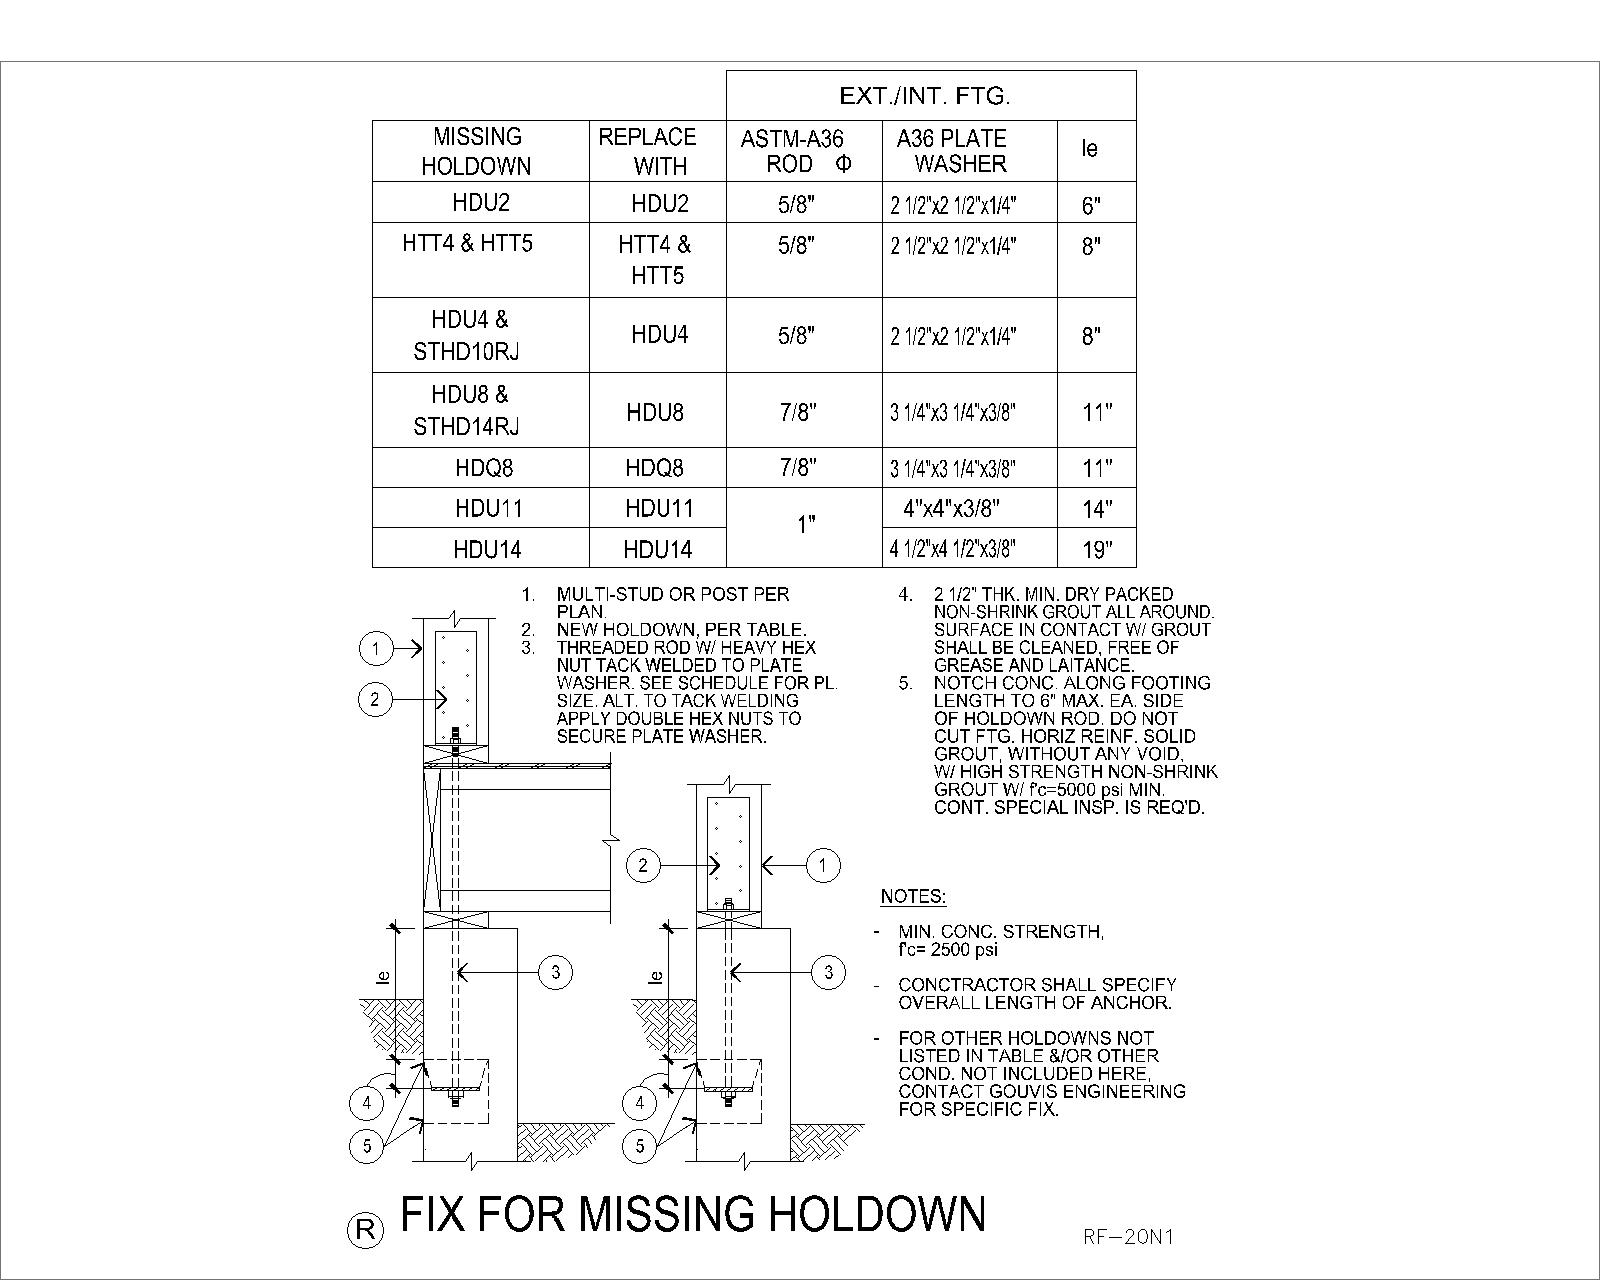 EXT./INT. FTG.
MISSING HOLDOWN REPLACE WITH ASTM-A36 ROD Φ A36 PLATE WASHER le
HDU2 HDU2 5/8" 2 1/2"x2 1/2"x1/4" 6"
HTT4 & HTT5 HTT4 & HTT5 5/8" 2 1/2"x2 1/2"x1/4" 8"
HDU4 & STHD10RJ HDU4 5/8" 2 1/2"x2 1/2"x1/4" 8"
HDU8 & STHD14RJ HDU8 7/8" 3 1/4"x3 1/4"x3/8" 11"
HDQ8 HDQ8 7/8" 3 1/4"x3 1/4"x3/8" 11"
HDU11 HDU11 1" 4"x4"x3/8" 14"
HDU14 HDU14 4 1/2"x4 1/2"x3/8" 19"
1. MULTI-STUD OR POST PER
PLAN.
2. NEW HOLDOWN, PER TABLE.
3. THREADED ROD W/ HEAVY HEX
NUT TACK WELDED TO PLATE
WASHER. SEE SCHEDULE FOR PL.
SIZE. ALT. TO TACK WELDING
APPLY DOUBLE HEX NUTS TO
SECURE PLATE WASHER.
4. 2 1/2" THK. MIN. DRY PACKED
NON-SHRINK GROUT ALL AROUND.
SURFACE IN CONTACT W/ GROUT
SHALL BE CLEANED, FREE OF
GREASE AND LAITANCE.
5. NOTCH CONC. ALONG FOOTING
LENGTH TO 6" MAX. EA. SIDE
OF HOLDOWN ROD. DO NOT
CUT FTG. HORIZ REINF. SOLID
GROUT, WITHOUT ANY VOID,
W/ HIGH STRENGTH NON-SHRINK
GROUT W/ f'c=5000 psi MIN.
CONT. SPECIAL INSP. IS REQ'D.
1
2
le
3
4
5
2
1
le
3
4
5
NOTES:
- MIN. CONC. STRENGTH,
f'c= 2500 psi
- CONCTRACTOR SHALL SPECIFY
OVERALL LENGTH OF ANCHOR.
- FOR OTHER HOLDOWNS NOT
LISTED IN TABLE &/OR OTHER
COND. NOT INCLUDED HERE,
CONTACT GOUVIS ENGINEERING
FOR SPECIFIC FIX.
R FIX FOR MISSING HOLDOWN
RF-20N1